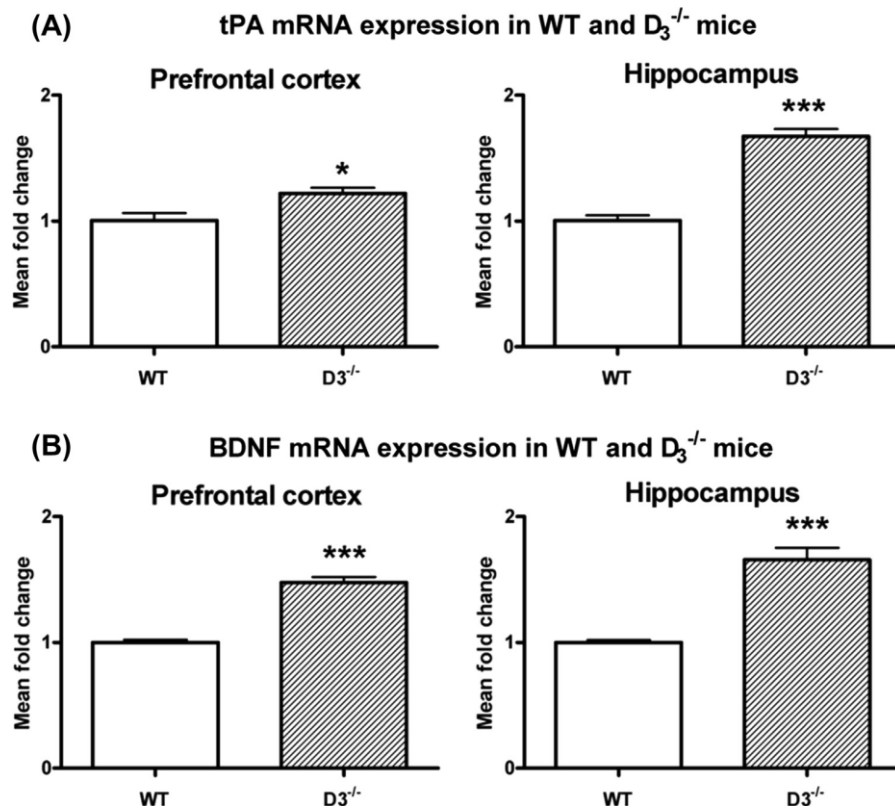 (A) tPA mRNA expression in WT and D₃⁻/⁻ mice
Prefrontal cortex
Mean fold change
2
1
0
*
WT D3⁻/⁻
Hippocampus
Mean fold change
2
1
0
***
WT D3⁻/⁻
(B) BDNF mRNA expression in WT and D₃⁻/⁻ mice
Prefrontal cortex
Mean fold change
2
1
0
***
WT D3⁻/⁻
Hippocampus
Mean fold change
2
1
0
***
WT D3⁻/⁻